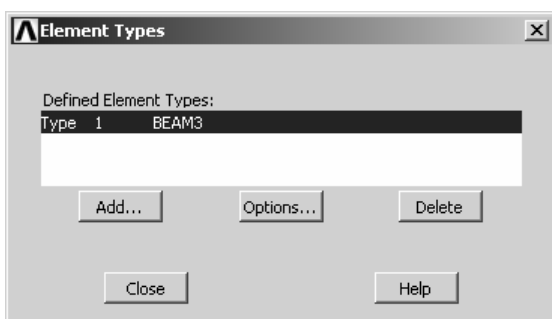 Element Types
Defined Element Types:
Type 1 BEAM3
Add... Options... Delete
Close Help